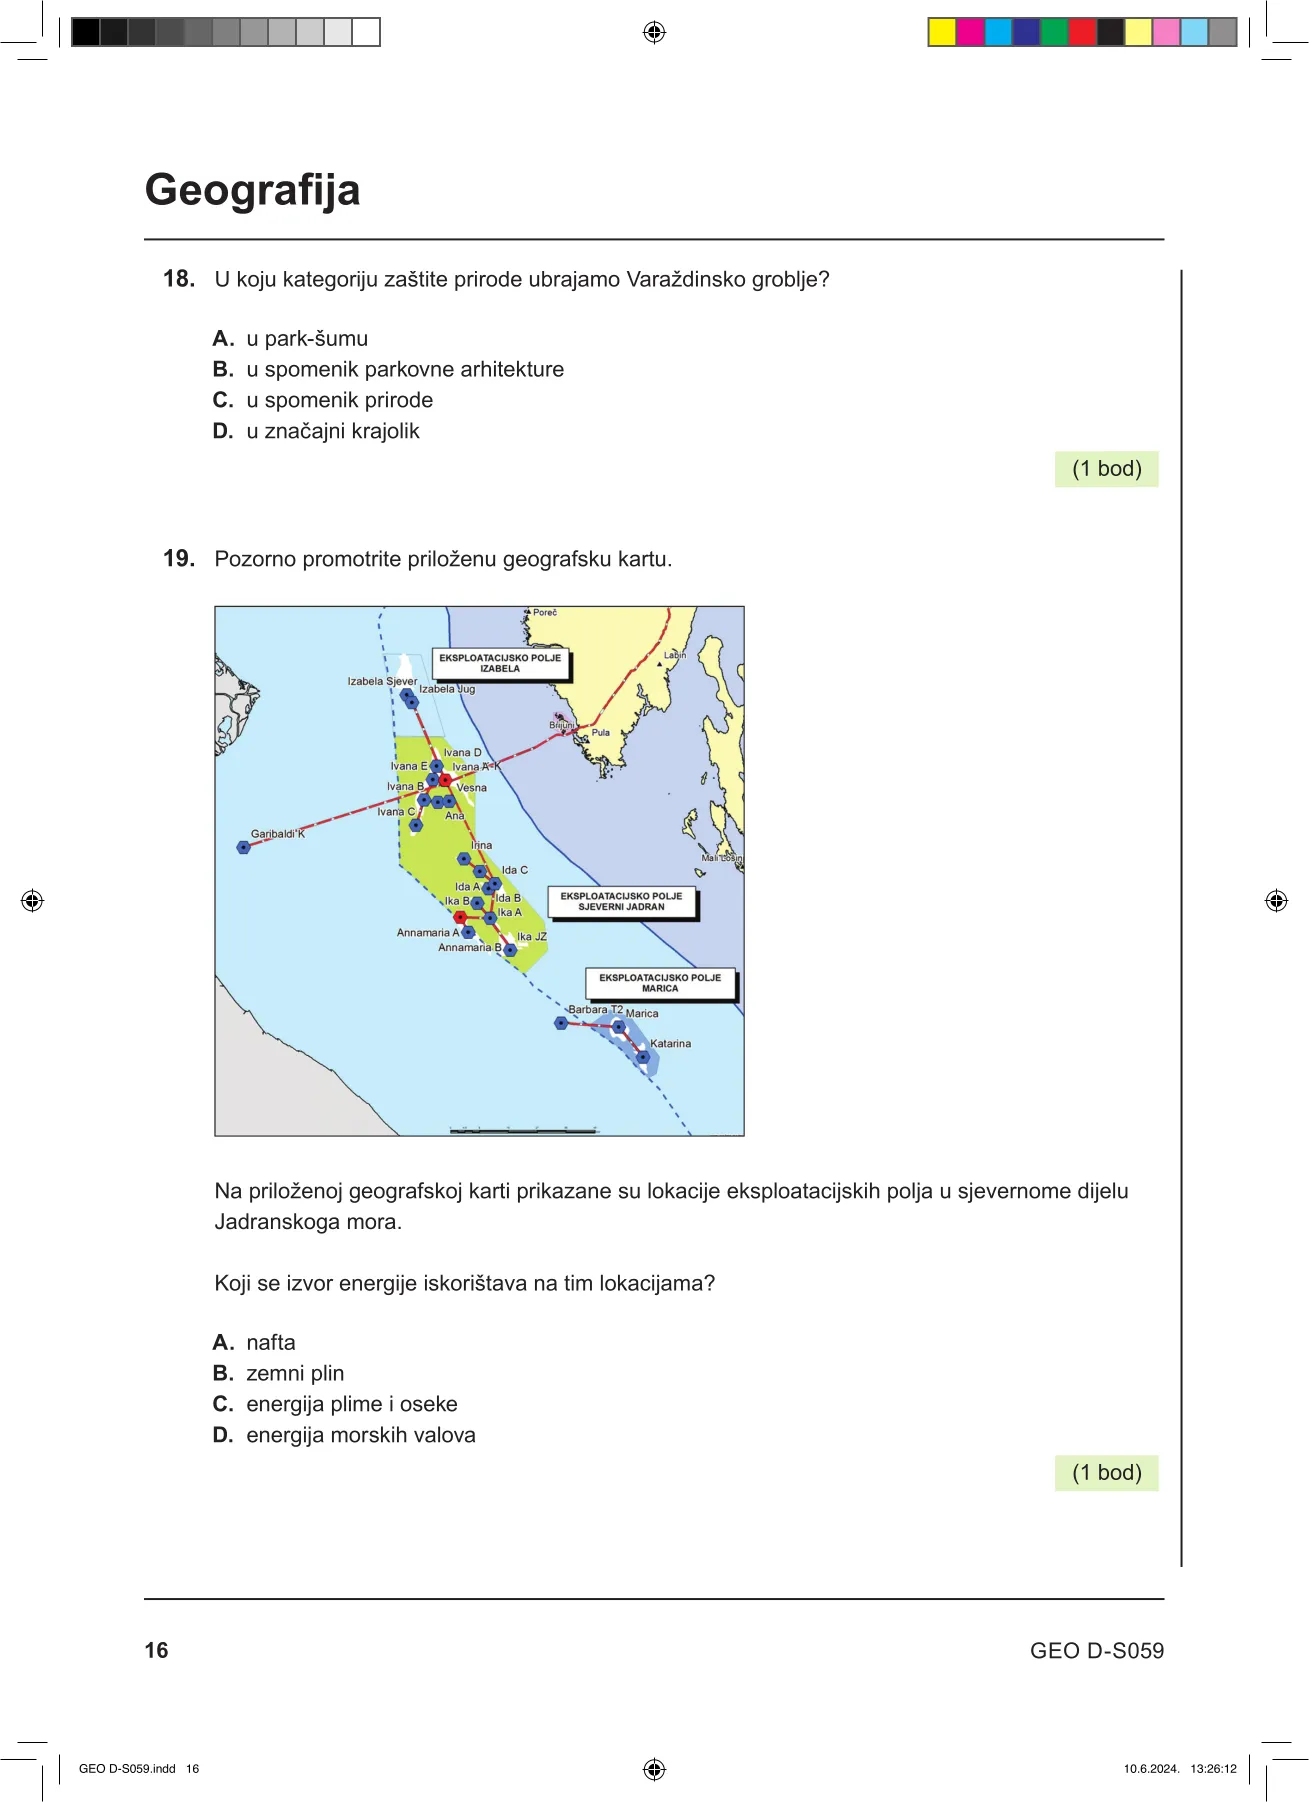 Geografija
18. U koju kategoriju zaštite prirode ubrajamo Varaždinsko groblje?
A. u park-šumu
B. u spomenik parkovne arhitekture
C. u spomenik prirode
D. u značajni krajolik
(1 bod)
19. Pozorno promotrite priloženu geografsku kartu.
Poreč
EKSPLOATACIJSKO POLJE
IZABELA
Labin
Izabela Sjever
Izabela Jug
Brijuni
Pula
Ivana D
Ivana E
Ivana A
K
Ivana B
Vesna
Ivana C
Ana
Garibaldi K
Irina
Mali Lošinj
Ida C
Ida A
Ida B
Ika B
Ika A
EKSPLOATACIJSKO POLJE
SJEVERNI JADRAN
Annamaria A
Ika JZ
Annamaria B
EKSPLOATACIJSKO POLJE
MARICA
Barbara T2
Marica
Katarina
Na priloženoj geografskoj karti prikazane su lokacije eksploatacijskih polja u sjevernome dijelu
Jadranskoga mora.
Koji se izvor energije iskorištava na tim lokacijama?
A. nafta
B. zemni plin
C. energija plime i oseke
D. energija morskih valova
(1 bod)
16
GEO D-S059
GEO D-S059.indd 16
10.6.2024. 13:26:12